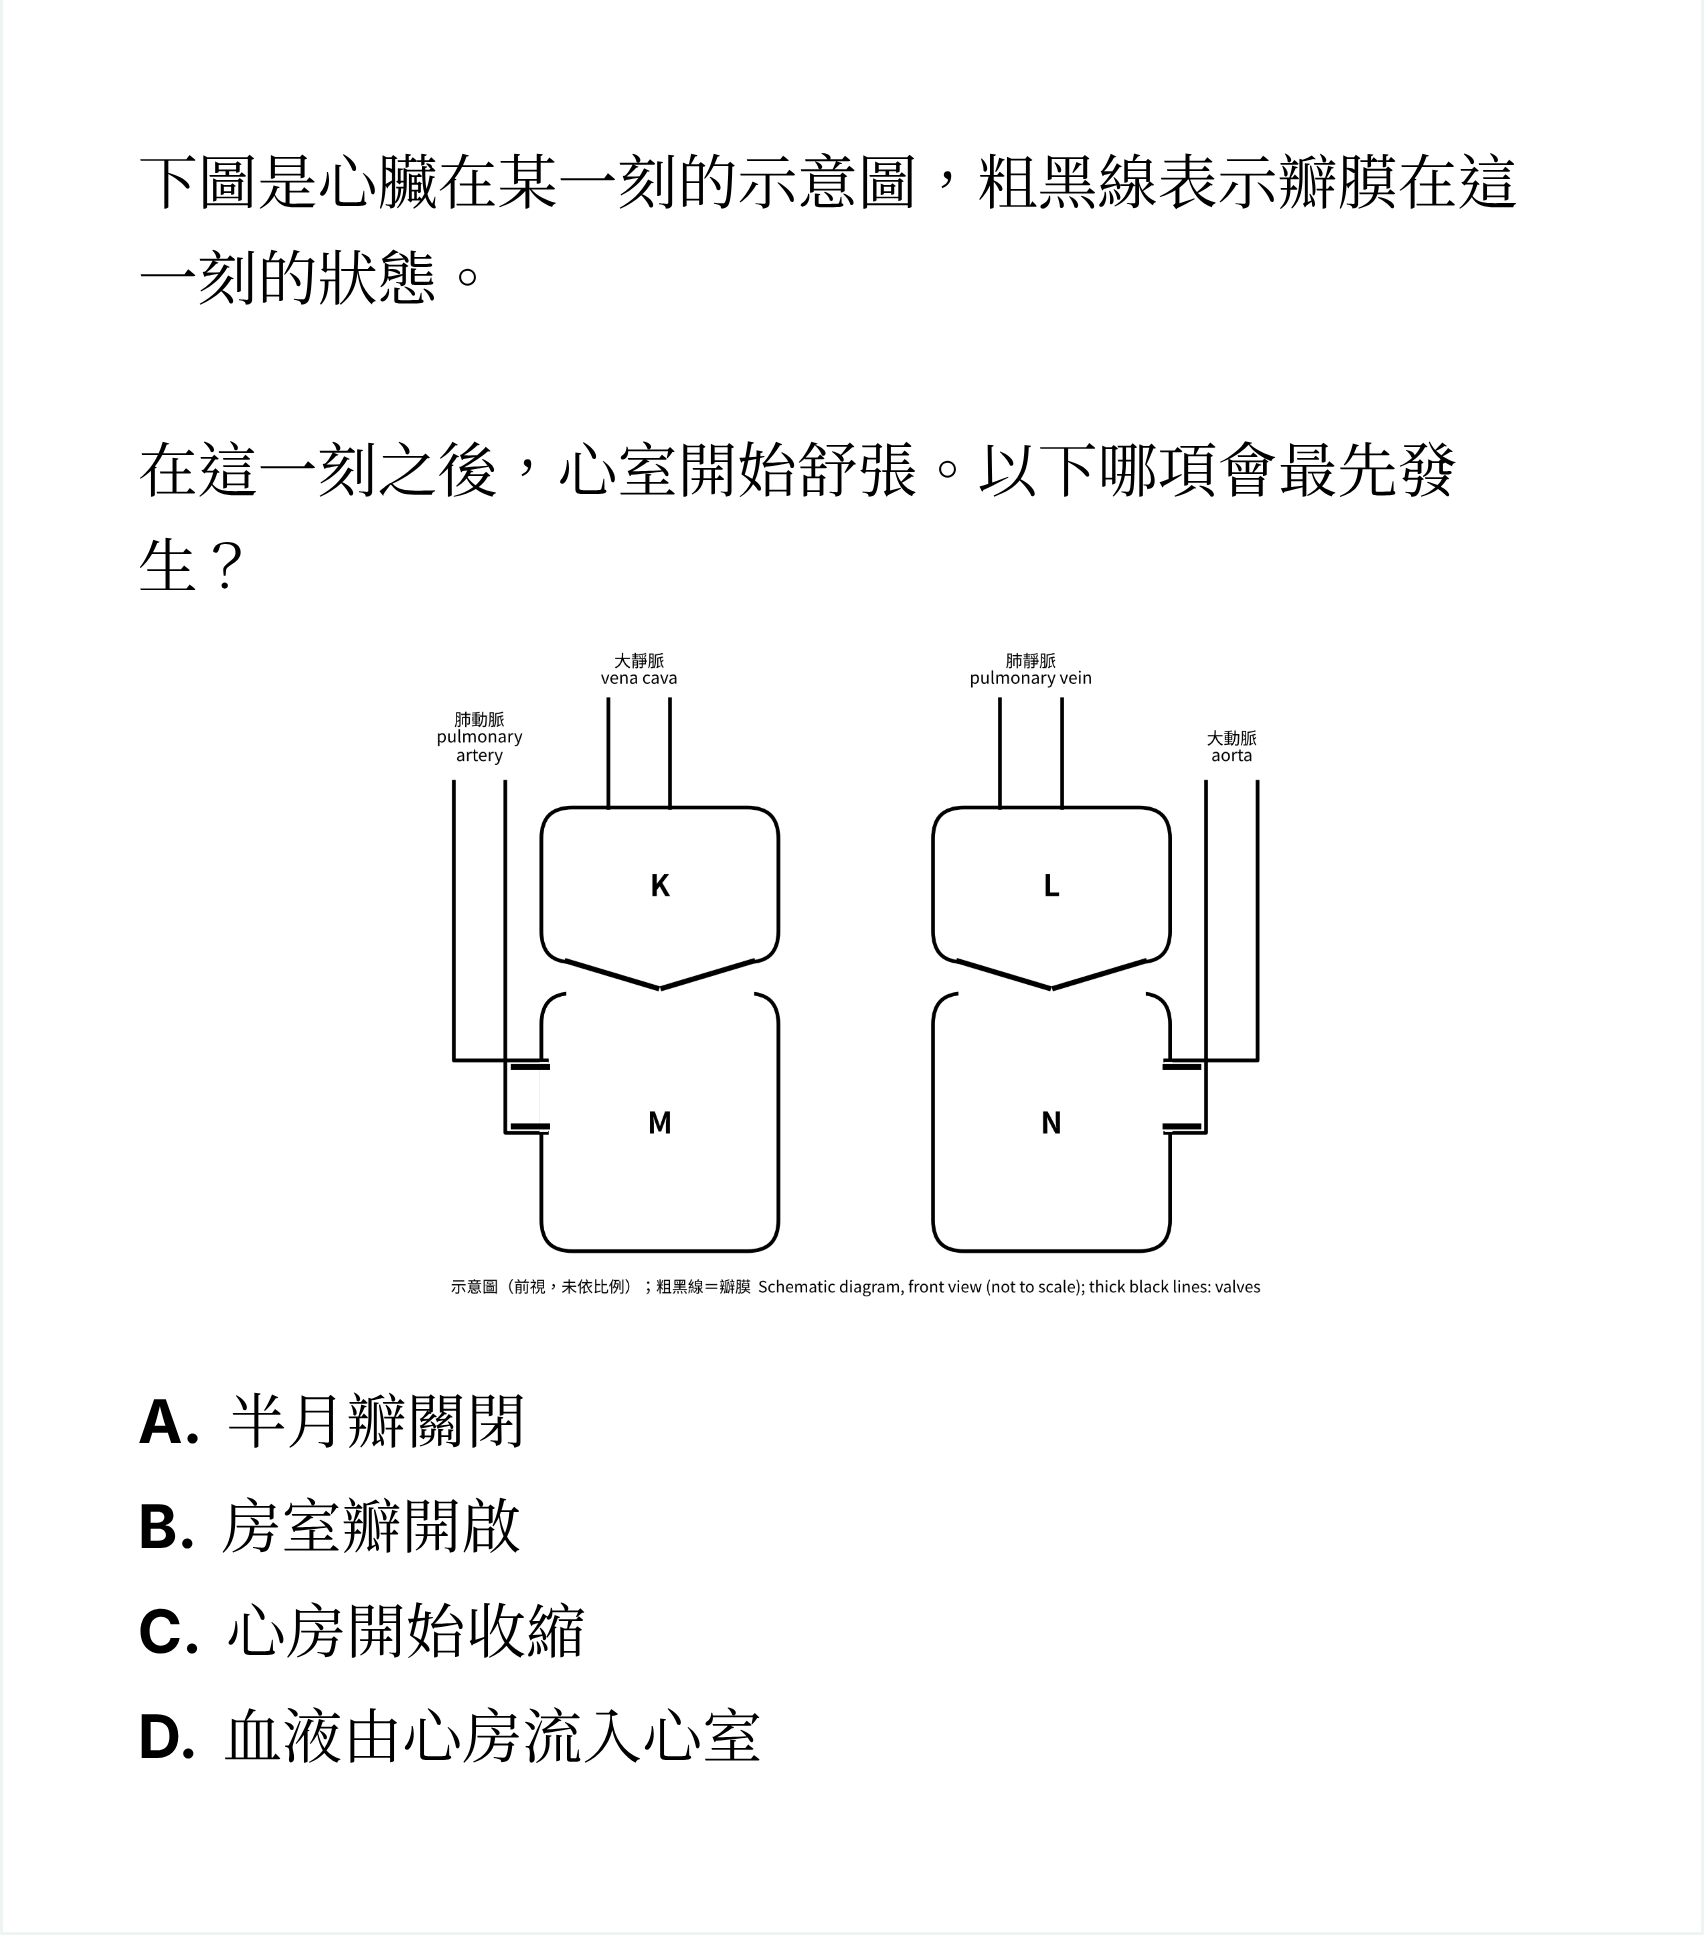 下圖是心臟在某一刻的示意圖，粗黑線表示瓣膜在這
一刻的狀態。
在這一刻之後，心室開始舒張。以下哪項會最先發
生？
大靜脈
vena cava
肺靜脈
pulmonary vein
肺動脈
pulmonary
artery
大動脈
aorta
K
L
M
N
示意圖（前視，未依比例）；粗黑線＝瓣膜 Schematic diagram, front view (not to scale); thick black lines: valves
A. 半月瓣關閉
B. 房室瓣開啟
C. 心房開始收縮
D. 血液由心房流入心室